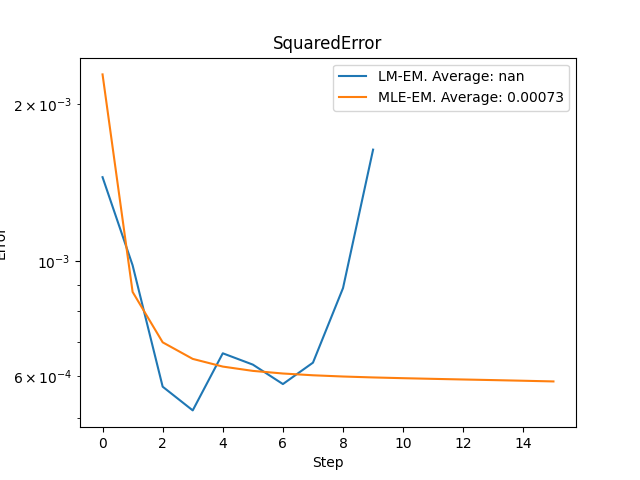 SquaredError
LM-EM. Average: nan
MLE-EM. Average: 0.00073
2 × 10⁻³
10⁻³
6 × 10⁻⁴
Error
0 2 4 6 8 10 12 14
Step